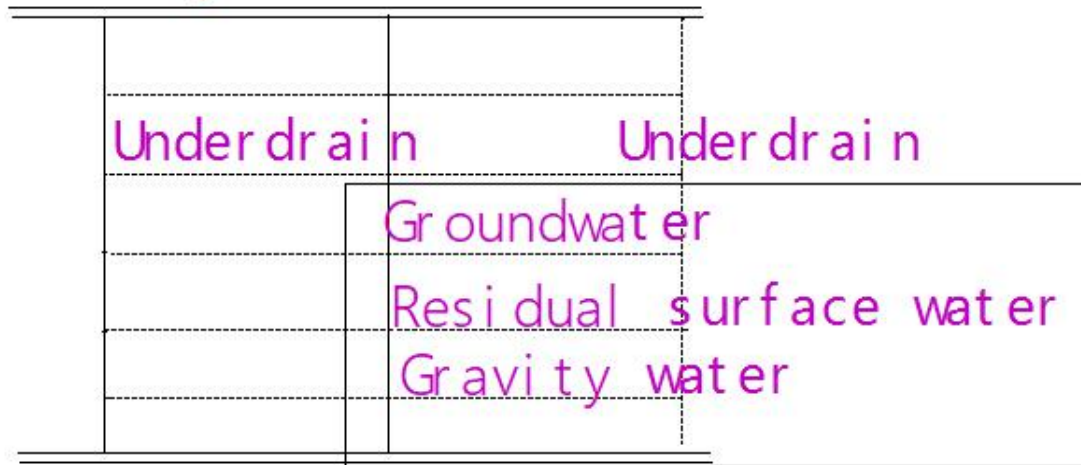 Underdrain Underdrain
Groundwater
Residual surface water
Gravity water